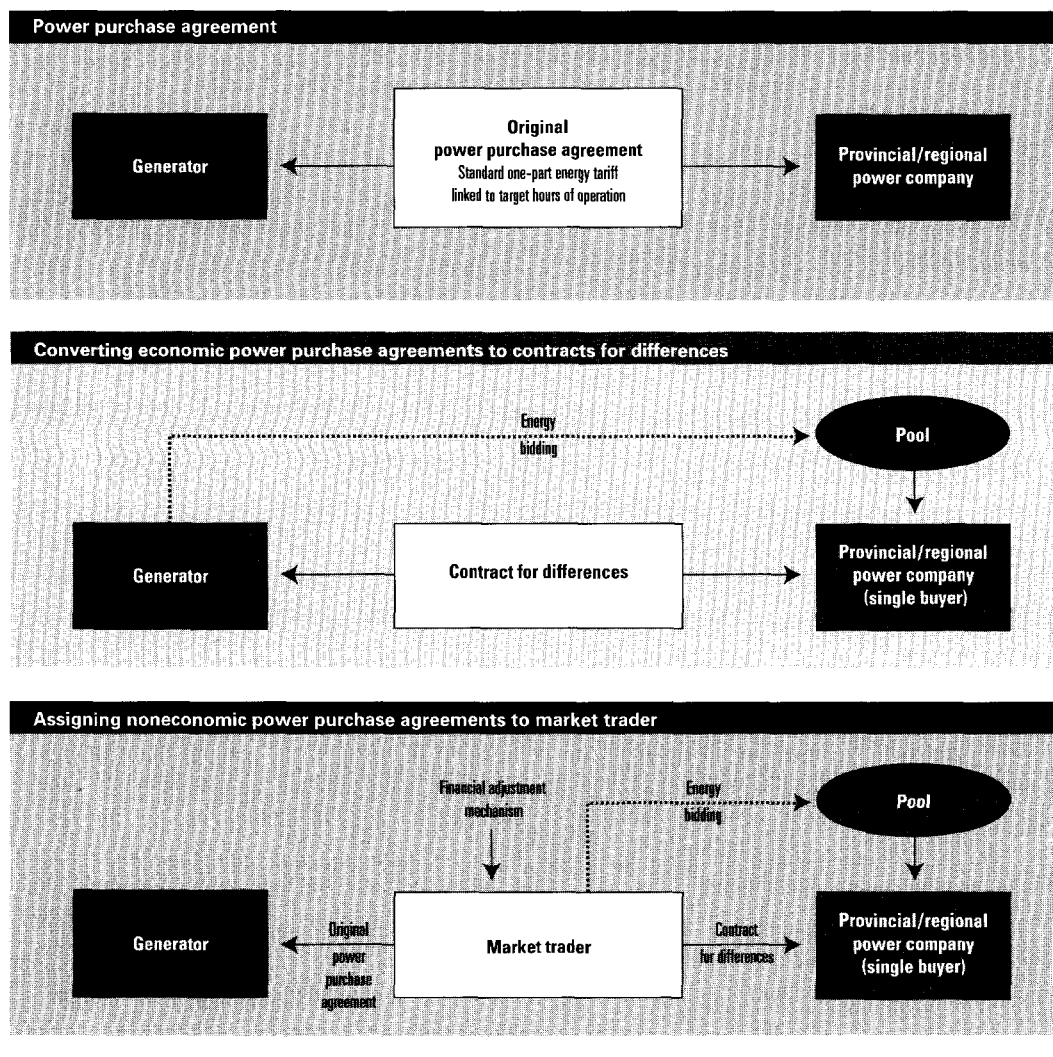 Power purchase agreement
Generator
Original
power purchase agreement
Standard one-part energy tariff
linked to target hours of operation
Provincial/regional
power company
Converting economic power purchase agreements to contracts for differences
Energy
bidding
Pool
Generator
Contract for differences
Provincial/regional
power company
(single buyer)
Assigning noneconomic power purchase agreements to market trader
Financial adjustment
mechanism
Energy
bidding
Pool
Generator
Original
power
purchase
agreement
Market trader
Contract
for differences
Provincial/regional
power company
(single buyer)